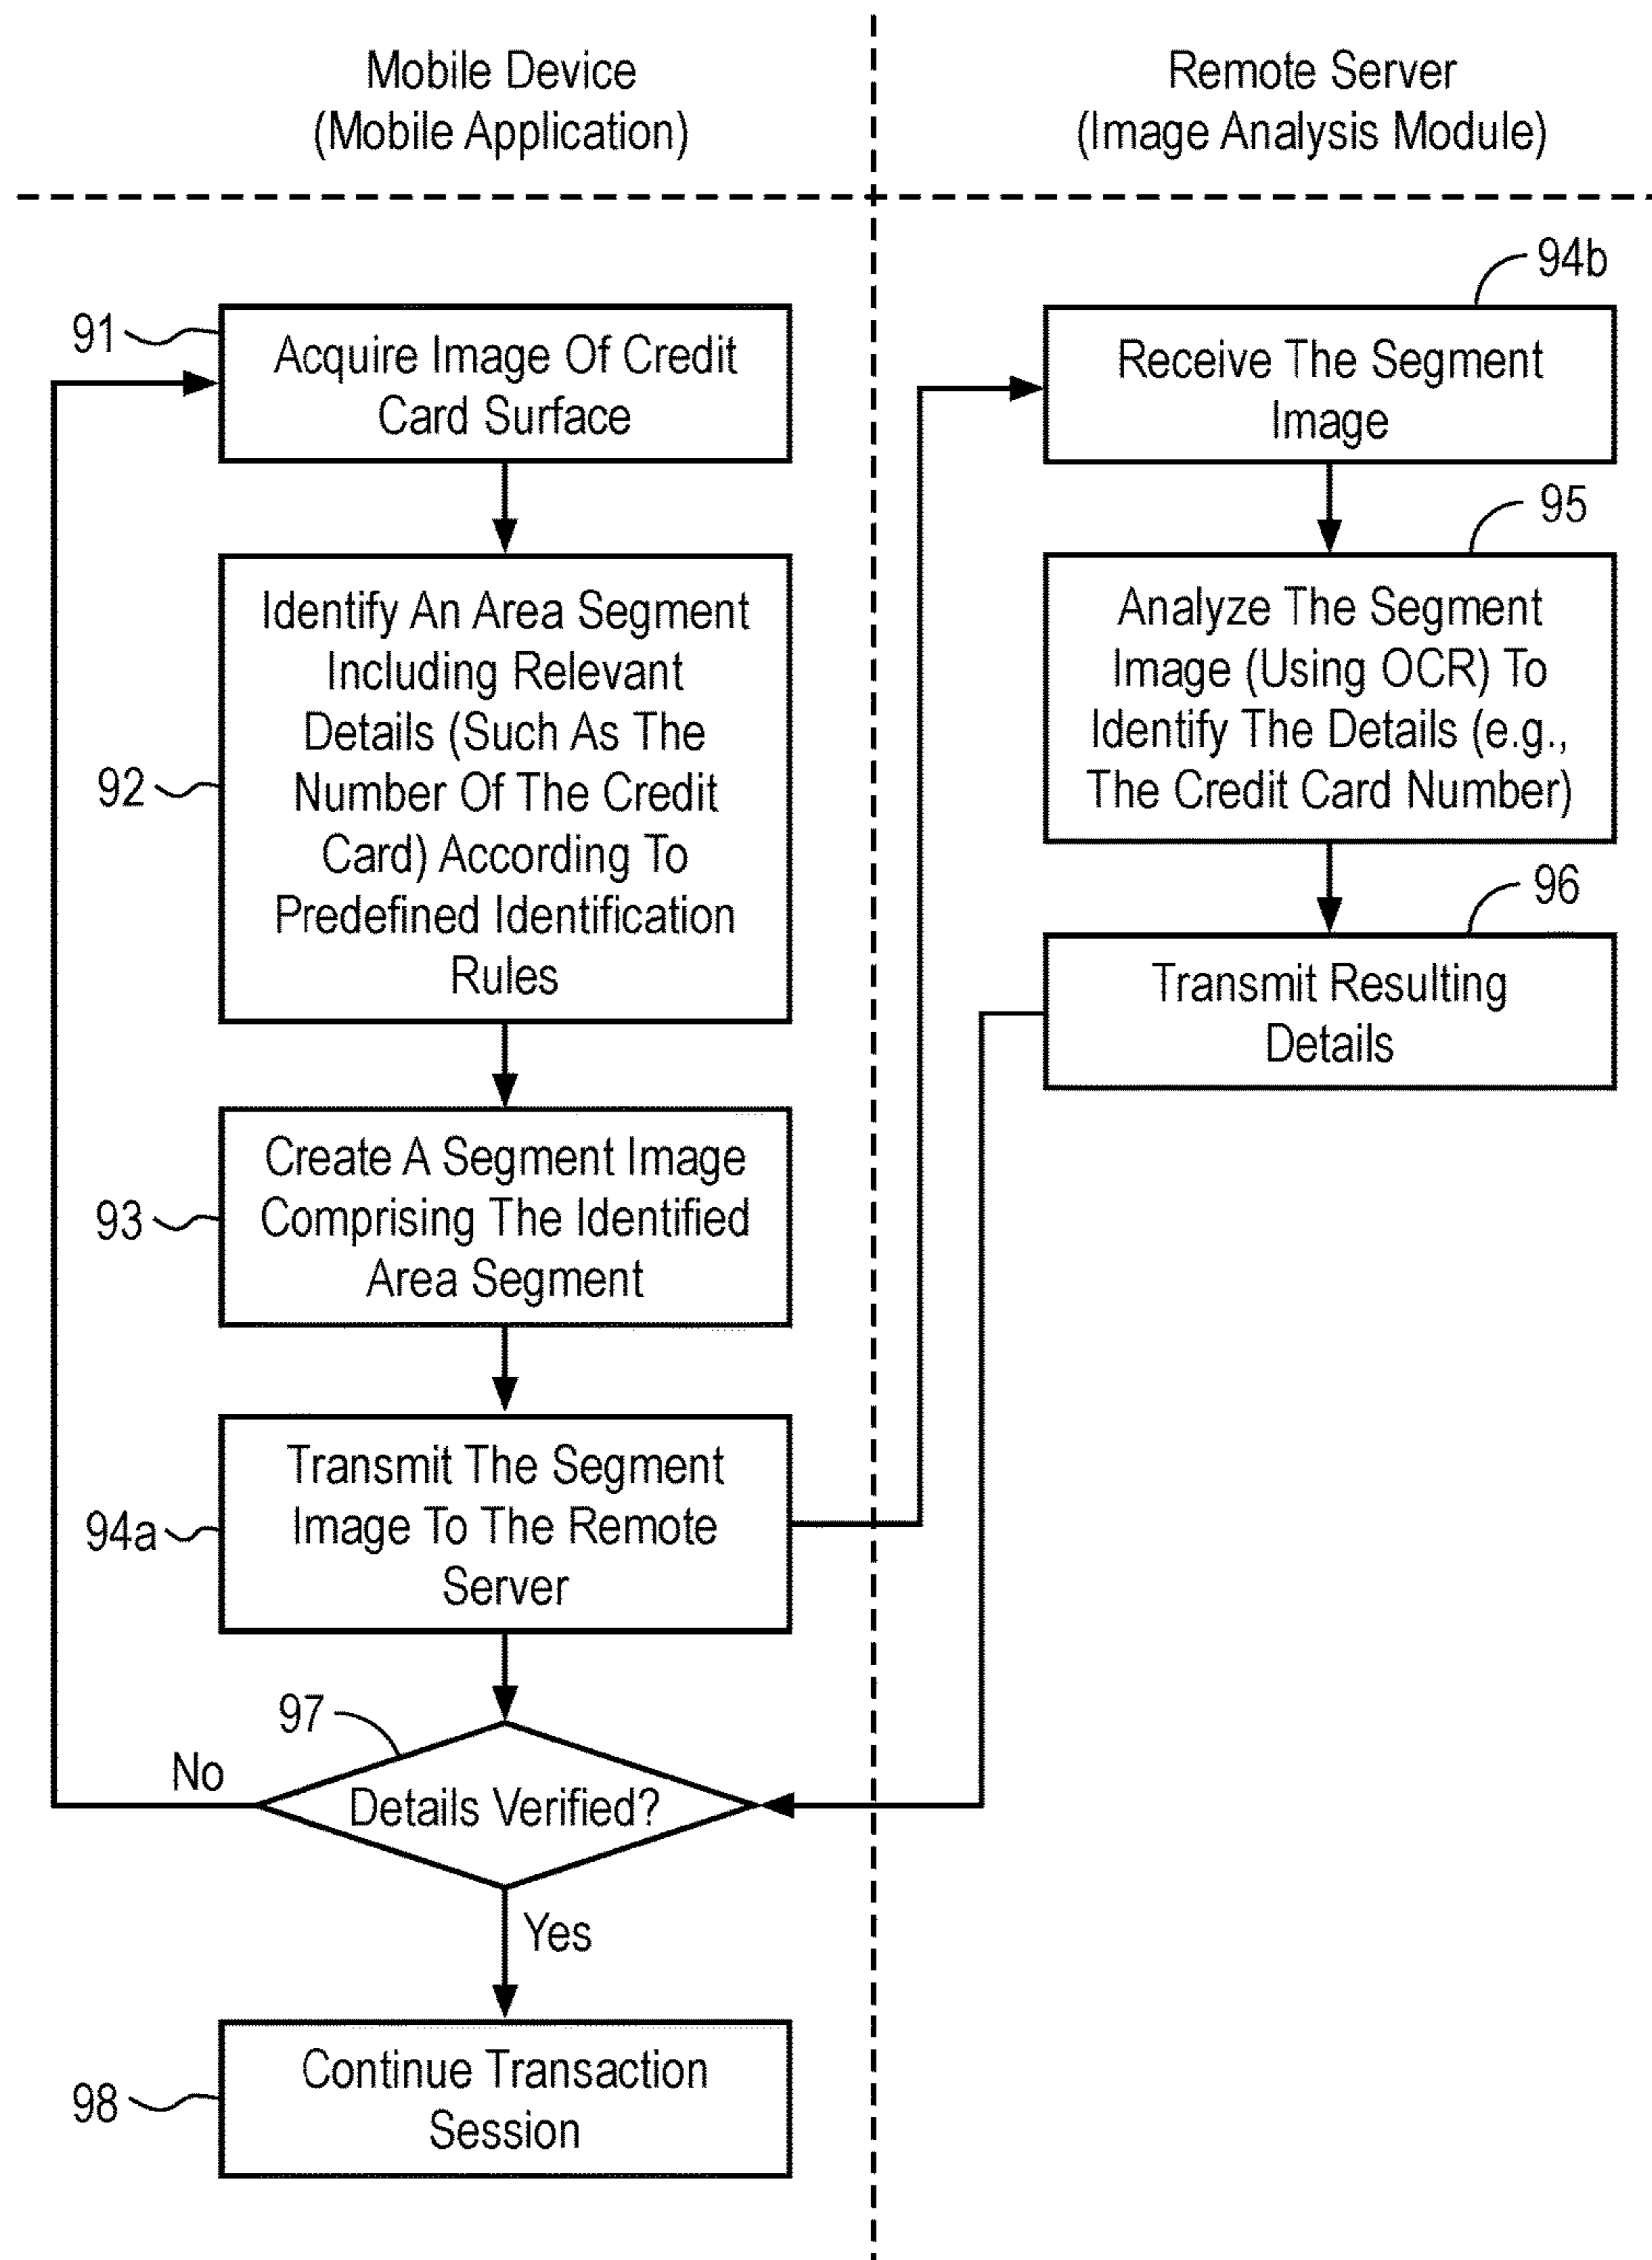 Mobile Device
(Mobile Application)
Remote Server
(Image Analysis Module)
91
Acquire Image Of Credit
Card Surface
92
Identify An Area Segment
Including Relevant
Details (Such As The
Number Of The Credit
Card) According To
Predefined Identification
Rules
93
Create A Segment Image
Comprising The Identified
Area Segment
94a
Transmit The Segment
Image To The Remote
Server
97
No
Details Verified?
Yes
98
Continue Transaction
Session
94b
Receive The Segment
Image
95
Analyze The Segment
Image (Using OCR) To
Identify The Details (e.g.,
The Credit Card Number)
96
Transmit Resulting
Details